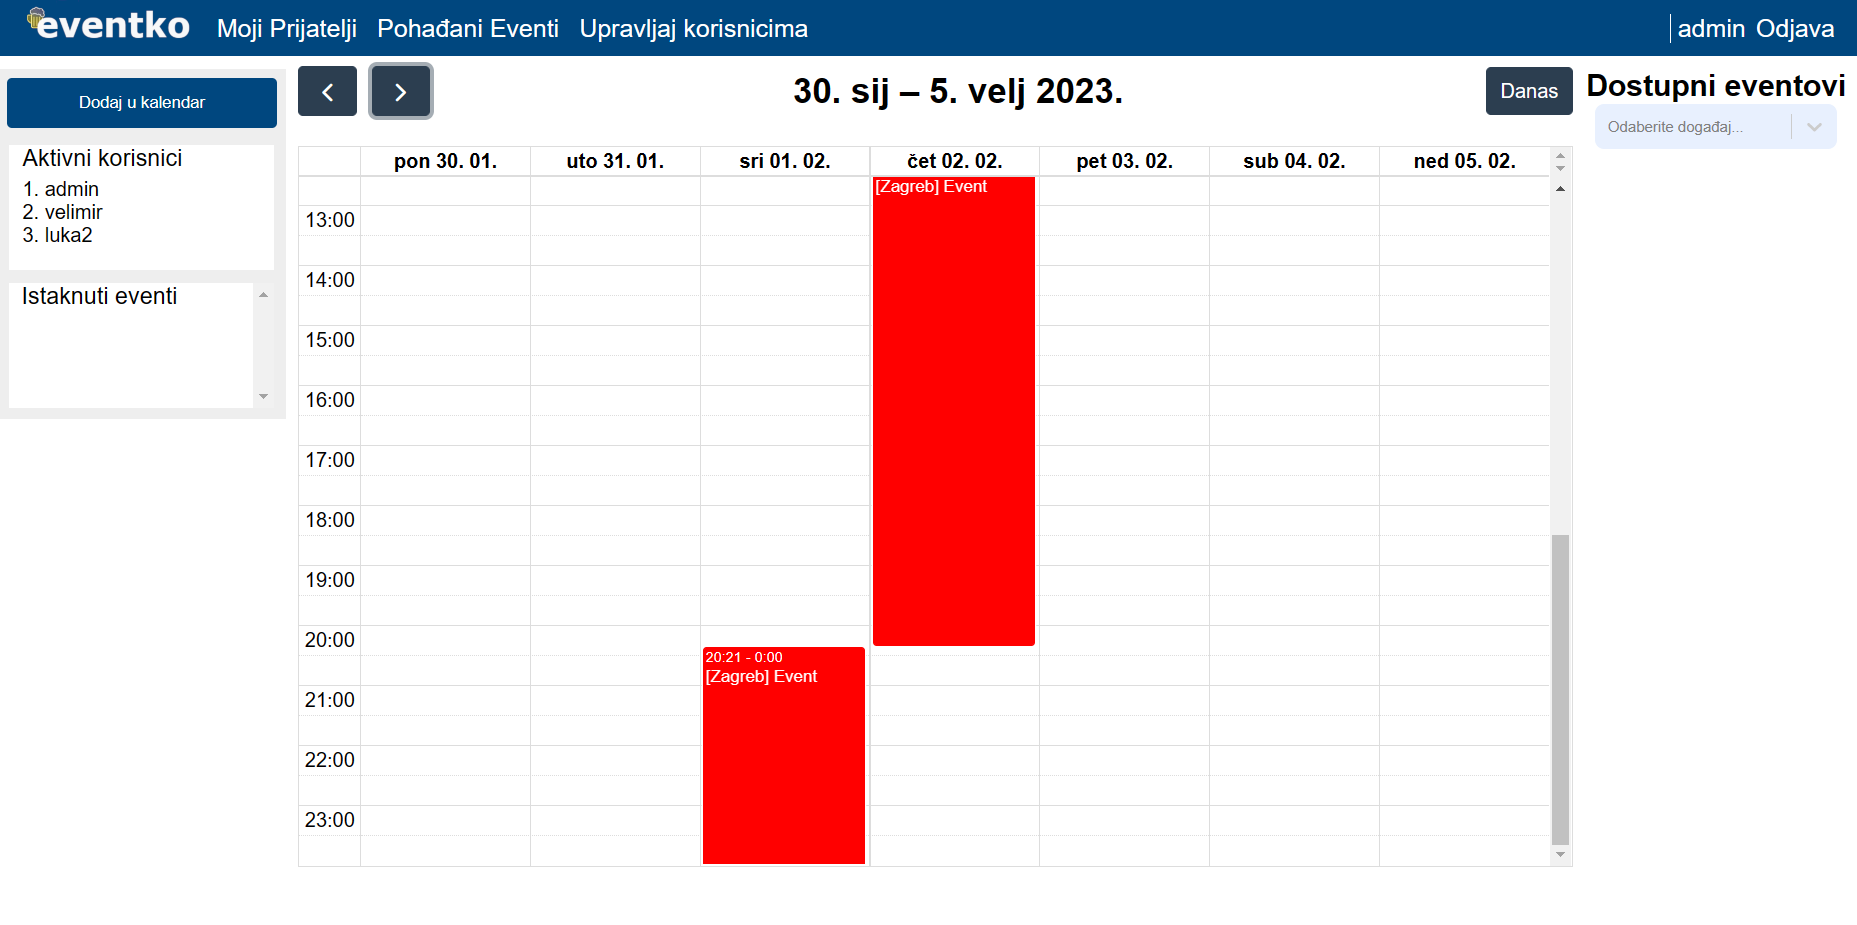 eventko Moji Prijatelji Pohađani Eventi Upravljaj korisnicima admin Odjava
Dodaj u kalendar
Aktivni korisnici
1. admin
2. velimir
3. luka2
Istaknuti eventi
30. sij – 5. velj 2023.
Danas
pon 30. 01. uto 31. 01. sri 01. 02. čet 02. 02. pet 03. 02. sub 04. 02. ned 05. 02.
[Zagreb] Event
13:00
14:00
15:00
16:00
17:00
18:00
19:00
20:00
20:21 - 0:00
[Zagreb] Event
21:00
22:00
23:00
Dostupni eventovi
Odaberite događaj...